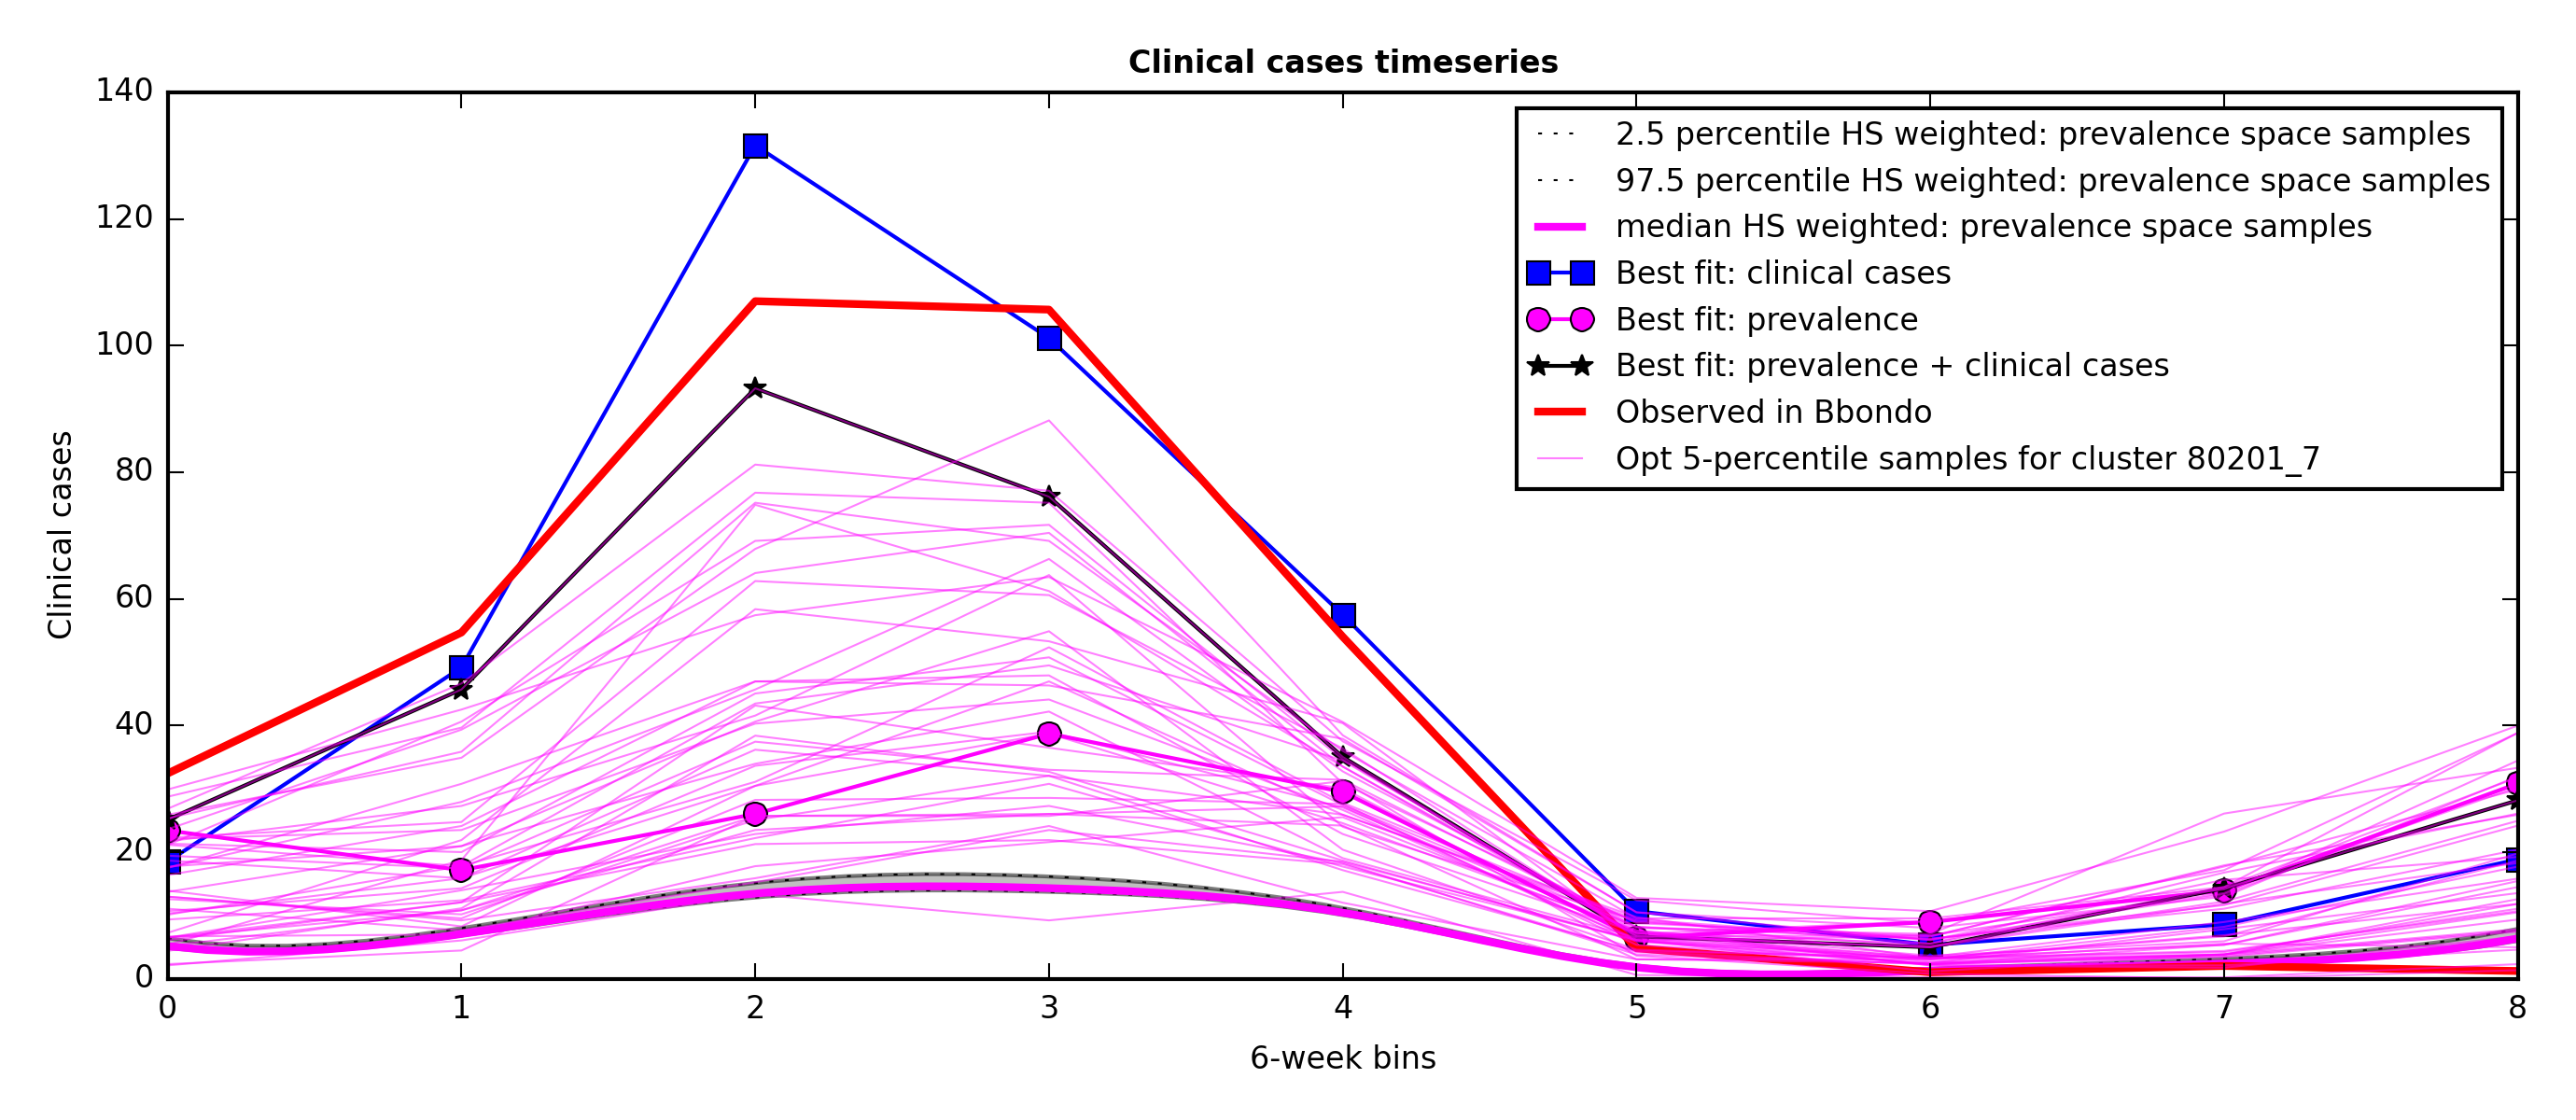 Clinical cases timeseries
140
120
100
80
60
40
20
0
Clinical cases
2.5 percentile HS weighted: prevalence space samples
97.5 percentile HS weighted: prevalence space samples
median HS weighted: prevalence space samples
Best fit: clinical cases
Best fit: prevalence
Best fit: prevalence + clinical cases
Observed in Bbondo
Opt 5-percentile samples for cluster 80201_7
0 1 2 3 4 5 6 7 8
6-week bins